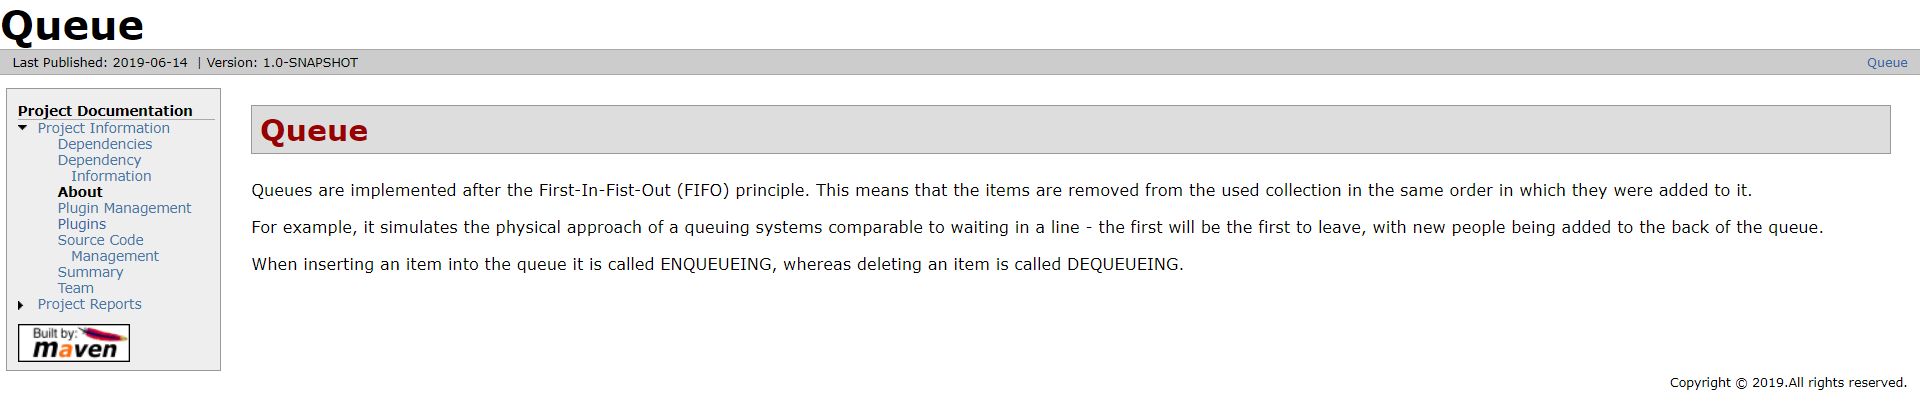 Queue
Last Published: 2019-06-14 | Version: 1.0-SNAPSHOT
Queue
Project Documentation
Project Information
Dependencies
Dependency
Information
About
Plugin Management
Plugins
Source Code
Management
Summary
Team
Project Reports
Built by:
maven
Queue
Queues are implemented after the First-In-Fist-Out (FIFO) principle. This means that the items are removed from the used collection in the same order in which they were added to it.
For example, it simulates the physical approach of a queuing systems comparable to waiting in a line - the first will be the first to leave, with new people being added to the back of the queue.
When inserting an item into the queue it is called ENQUEUEING, whereas deleting an item is called DEQUEUEING.
Copyright © 2019.All rights reserved.